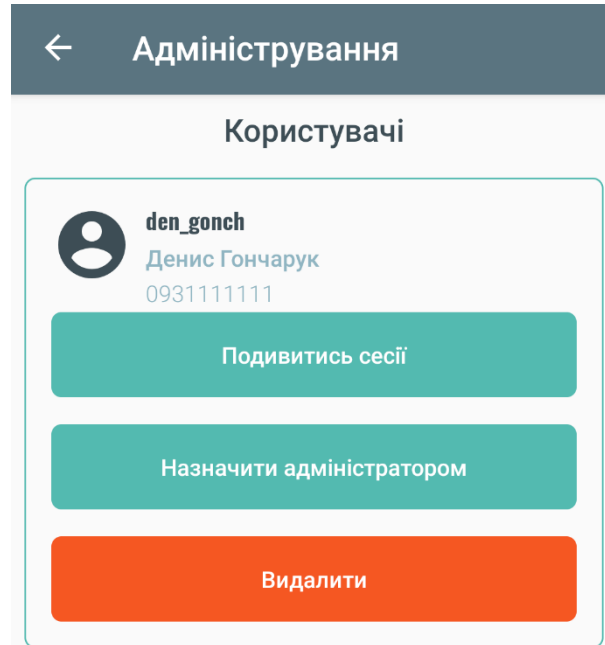 Адміністрування
Користувачі
den_gonch
Денис Гончарук
0931111111
Подивитись сесії
Назначити адміністратором
Видалити